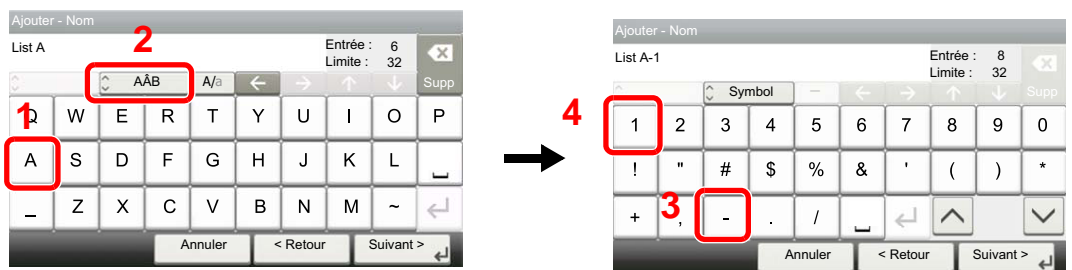 Ajouter - Nom
List A
Entrée : 6
Limite : 32
2
AÂB A/a ← → ↑ ↓ Supp
1
Q W E R T Y U I O P
A S D F G H J K L
_ Z X C V B N M ~
Annuler < Retour Suivant >
Ajouter - Nom
List A-1
Entrée : 8
Limite : 32
Symbol — ← → ↑ ↓ Supp
4
1 2 3 4 5 6 7 8 9 0
! " # $ % & ' ( ) *
3
+ , - . /
Annuler < Retour Suivant >